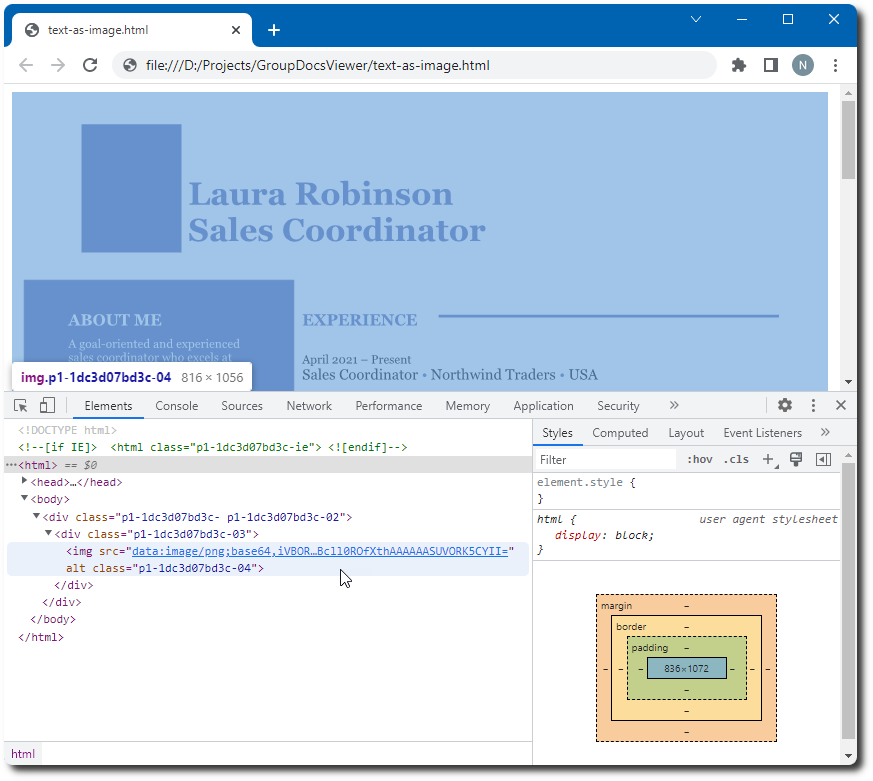 text-as-image.html
file:///D:/Projects/GroupDocsViewer/text-as-image.html
N
Laura Robinson
Sales Coordinator
ABOUT ME
A goal-oriented and experienced
sales coordinator who excels at
EXPERIENCE
April 2021 – Present
Sales Coordinator • Northwind Traders • USA
img.p1-1dc3d07bd3c-04 816 × 1056
Elements Console Sources Network Performance Memory Application Security »
<!DOCTYPE html>
<!--[if IE]>  <html class="p1-1dc3d07bd3c-ie"> <![endif]-->
···<html> == $0
<head>…</head>
<body>
<div class="p1-1dc3d07bd3c- p1-1dc3d07bd3c-02">
<div class="p1-1dc3d07bd3c-03">
<img src="data:image/png;base64,iVBOR…Bcll0ROfXthAAAAAASUVORK5CYII="
alt class="p1-1dc3d07bd3c-04">
</div>
</div>
</body>
</html>
html
Styles Computed Layout Event Listeners »
Filter :hov .cls +
element.style {
}
html { user agent stylesheet
display: block;
}
margin –
border –
padding –
– – – 836×1072 – – –
–
–
–